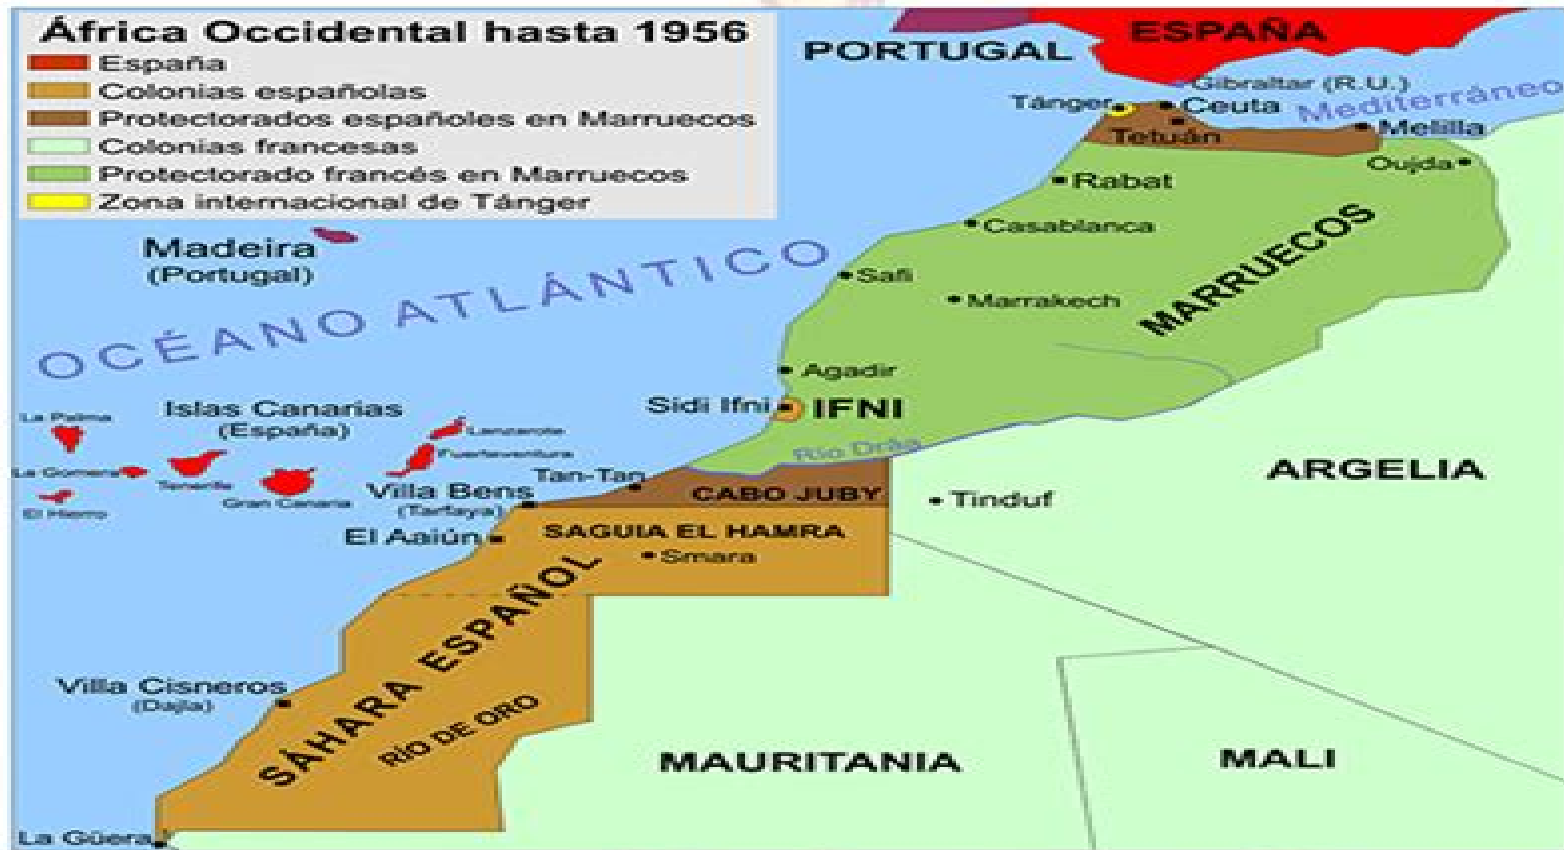 África Occidental hasta 1956
España
Colonias españolas
Protectorados españoles en Marruecos
Colonias francesas
Protectorado francés en Marruecos
Zona internacional de Tánger
PORTUGAL
ESPAÑA
Gibraltar (R.U.)
Mediterráneo
Tánger
Ceuta
Tetuán
Melilla
Oujda
Rabat
Casablanca
Madeira
(Portugal)
OCÉANO ATLÁNTICO
Safi
Marrakech
MARRUECOS
Agadir
Sidi Ifni
IFNI
Río Drâa
Islas Canarias
(España)
La Palma
Lanzarote
Fuerteventura
La Gomera
Tenerife
Gran Canaria
El Hierro
Tan-Tan
Villa Bens
(Tarfaya)
CABO JUBY
Tinduf
ARGELIA
El Aaiún
SAGUIA EL HAMRA
Smara
SÁHARA ESPAÑOL
RÍO DE ORO
Villa Cisneros
(Dajla)
MAURITANIA
MALI
La Güera